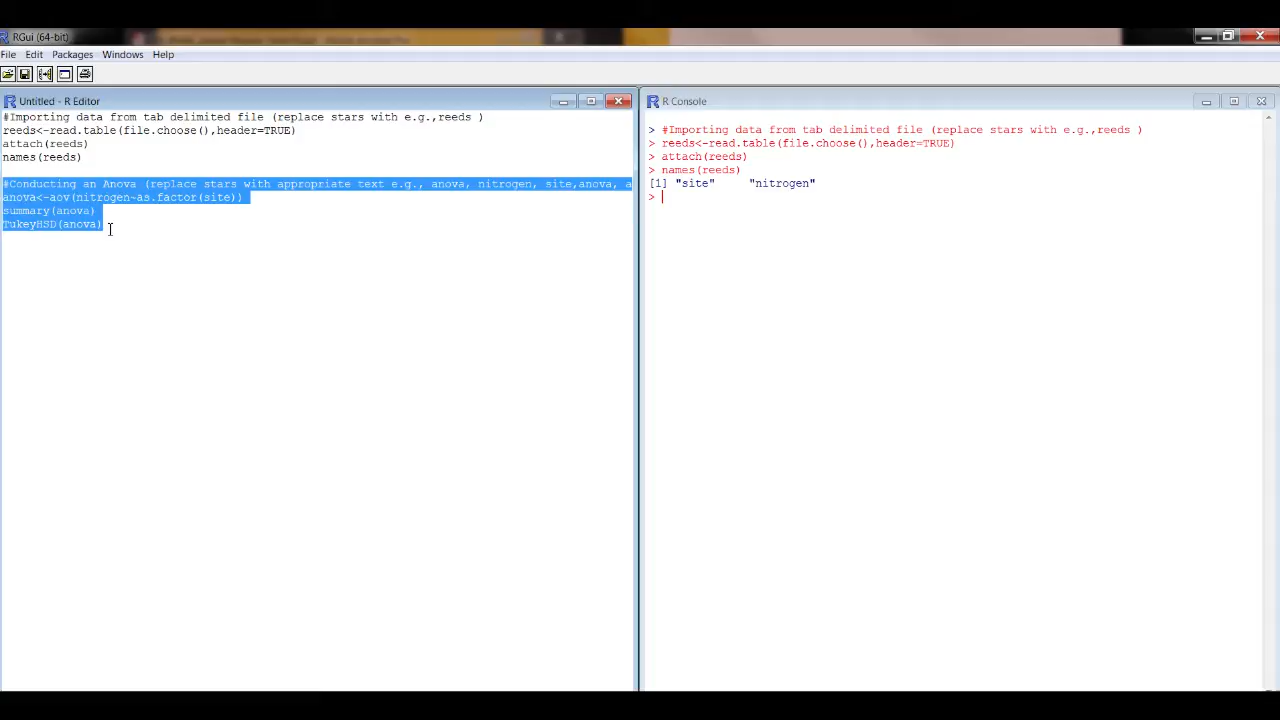 RGui (64-bit)
File Edit Packages Windows Help
Untitled - R Editor
#Importing data from tab delimited file (replace stars with e.g.,reeds )
reeds<-read.table(file.choose(),header=TRUE)
attach(reeds)
names(reeds)
#Conducting an Anova (replace stars with appropriate text e.g., anova, nitrogen, site,anova, a
anova<-aov(nitrogen~as.factor(site))
summary(anova)
TukeyHSD(anova)
R Console
> #Importing data from tab delimited file (replace stars with e.g.,reeds )
> reeds<-read.table(file.choose(),header=TRUE)
> attach(reeds)
> names(reeds)
[1] "site"     "nitrogen"
>